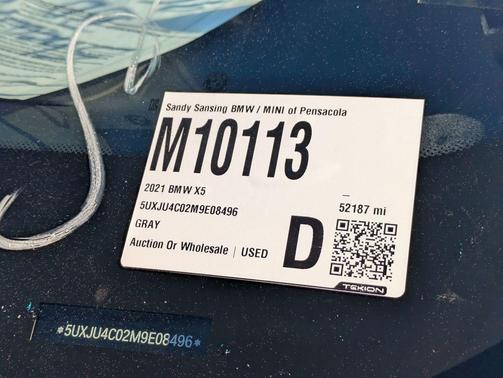 Sandy Sansing BMW / MINI of Pensacola
M10113
2021 BMW X5
5UXJU4C02M9E08496
52187 mi
GRAY
Auction Or Wholesale | USED
D
TEKION
*5UXJU4C02M9E08496*